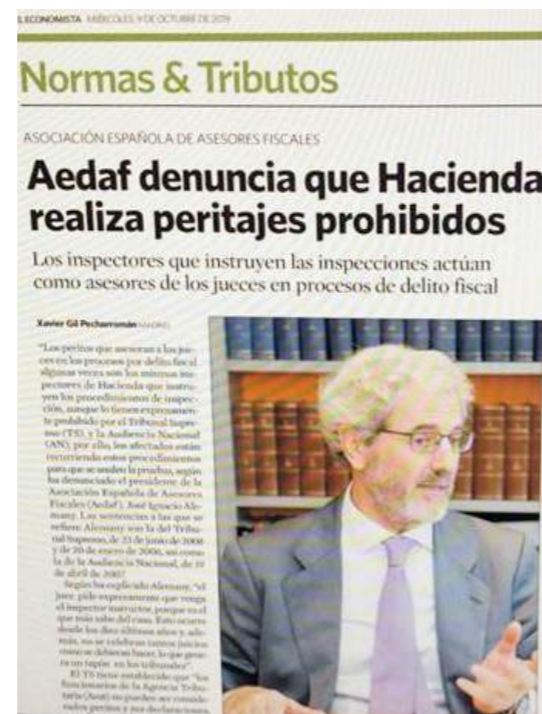 EL ECONOMISTA MIÉRCOLES, 9 DE OCTUBRE DE 2019
Normas & Tributos
ASOCIACIÓN ESPAÑOLA DE ASESORES FISCALES
Aedaf denuncia que Hacienda
realiza peritajes prohibidos
Los inspectores que instruyen las inspecciones actúan
como asesores de los jueces en procesos de delito fiscal
Xavier Gil Pecharromán MADRID
"Los peritos que asesoran a los jue-
ces en los procesos por delito fiscal
algunas veces son los mismos ins-
pectores de Hacienda que instru-
yen los procedimientos de inspec-
ción, aunque lo tienen expresamen-
te prohibido por el Tribunal Supre-
mo (TS), y la Audiencia Nacional
(AN), por ello, los afectados están
recurriendo estos procedimientos
para que se anulen la pruebas, según
ha denunciado el presidente de la
Asociación Española de Asesores
Fiscales (Aedaf), José Ignacio Ale-
many. Las sentencias a las que se
refiere Alemany son la del Tribu-
nal Supremo, de 23 de junio de 2008
y de 20 de enero de 2006, así como
la de la Audiencia Nacional, de 10
de abril de 2007.
Según ha explicado Alemany, "el
juez pide expresamente que venga
el inspector instructor, porque es el
que más sabe del caso. Esto ocurre
desde los diez últimos años y, ade-
más, no se celebran tantos juicios
como se debieran hacer, lo que gene-
ra un tapón en los tribunales".
El TS tiene establecido que "los
funcionarios de la Agencia Tribu-
taria (Aeat) no pueden ser conside-
rados peritos y sus declaraciones,